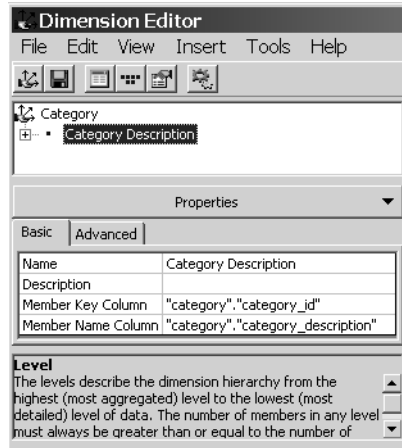 Dimension Editor
File Edit View Insert Tools Help
Category
Category Description
Properties
Basic Advanced
Name Category Description
Description
Member Key Column "category"."category_id"
Member Name Column "category"."category_description"
Level
The levels describe the dimension hierarchy from the
highest (most aggregated) level to the lowest (most
detailed) level of data. The number of members in any level
must always be greater than or equal to the number of